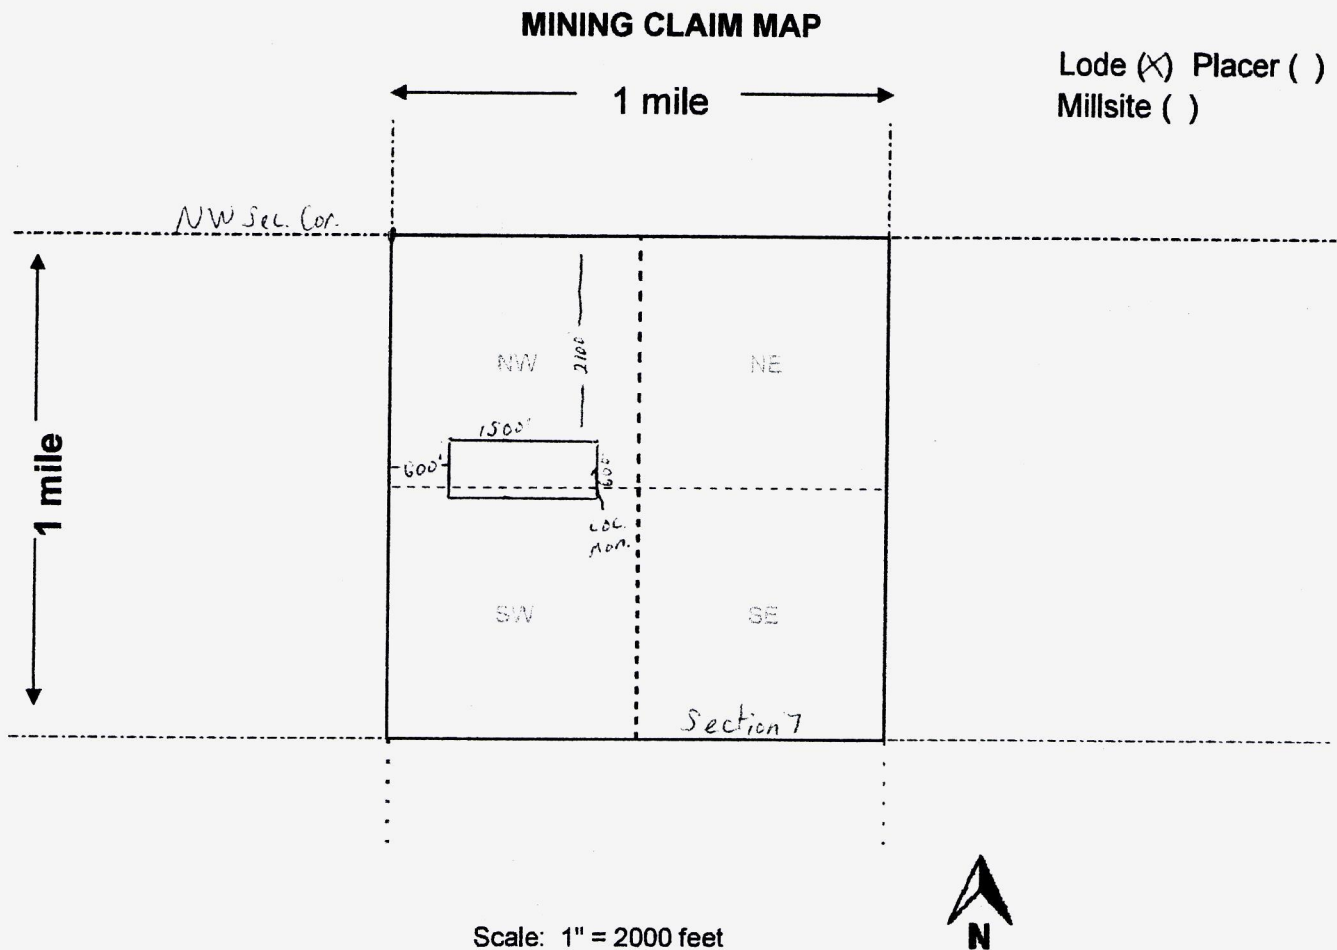 MINING CLAIM MAP
Lode (X) Placer ( )
Millsite ( )
1 mile
NW Sec. Cor.
1 mile
NW
2100'
NE
1500'
600'
600'
Loc.
Mon.
SW
SE
Section 7
Scale: 1" = 2000 feet
N